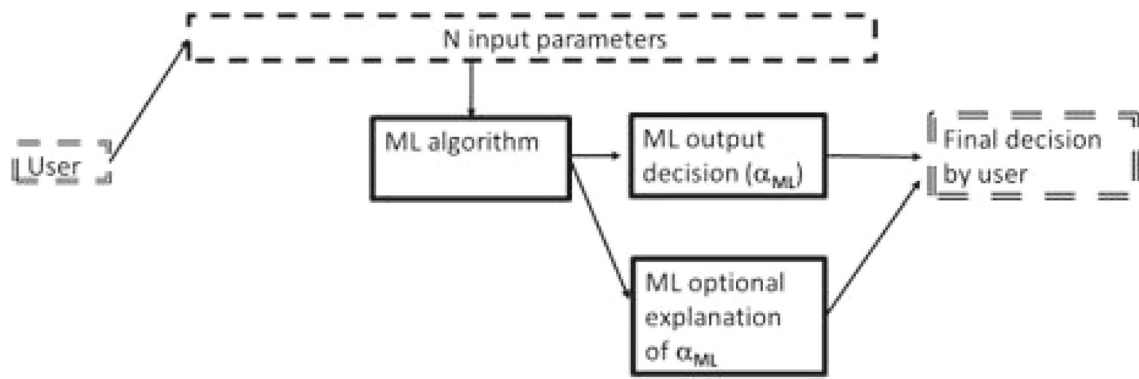 N input parameters
User
ML algorithm
ML output
decision (αML)
Final decision
by user
ML optional
explanation
of αML